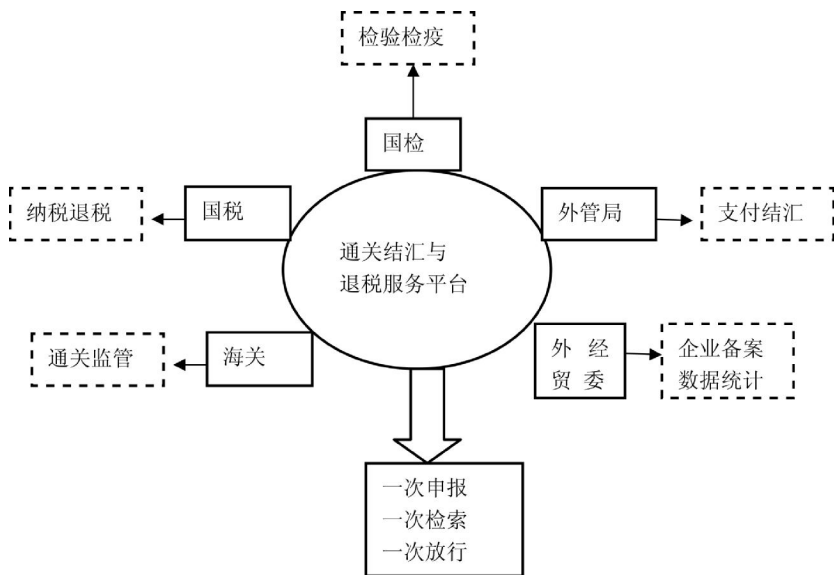 检验检疫
国检
纳税退税
国税
外管局
支付结汇
通关结汇与
退税服务平台
通关监管
海关
外 经
贸 委
企业备案
数据统计
一次申报
一次检索
一次放行